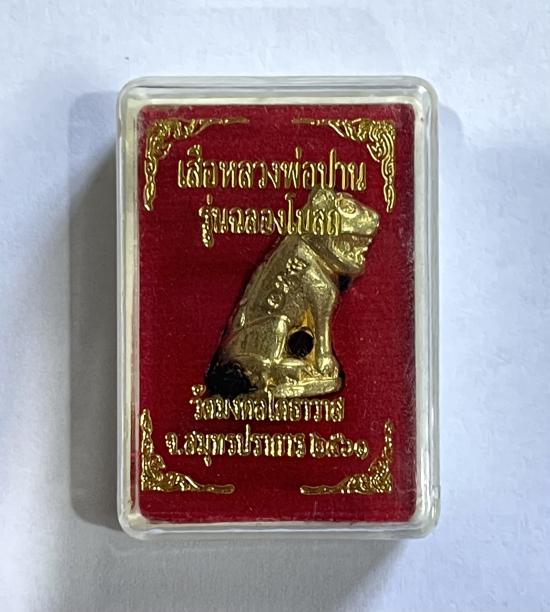 เสือหลวงพ่อปาน
รุ่นฉลองโบสถ์
วัดมงคลโคธาวาส
จ.สมุทรปราการ ๒๕๖๑